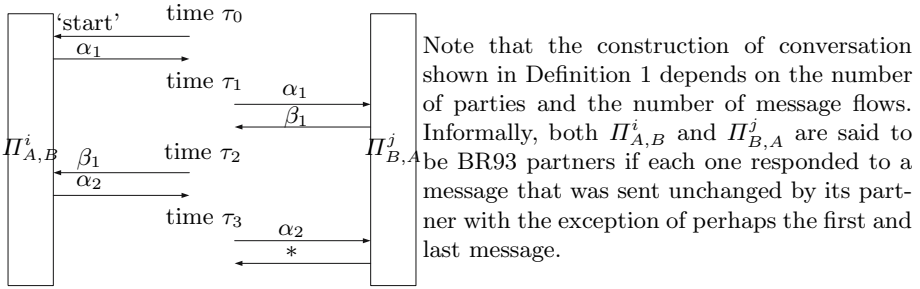 time τ0
'start'
α1
time τ1
α1
β1
Π^i_{A,B}
Π^j_{B,A}
time τ2
β1
α2
time τ3
α2
*
Note that the construction of conversation
shown in Definition 1 depends on the number
of parties and the number of message flows.
Informally, both Π^i_{A,B} and Π^j_{B,A} are said to
be BR93 partners if each one responded to a
message that was sent unchanged by its part-
ner with the exception of perhaps the first and
last message.